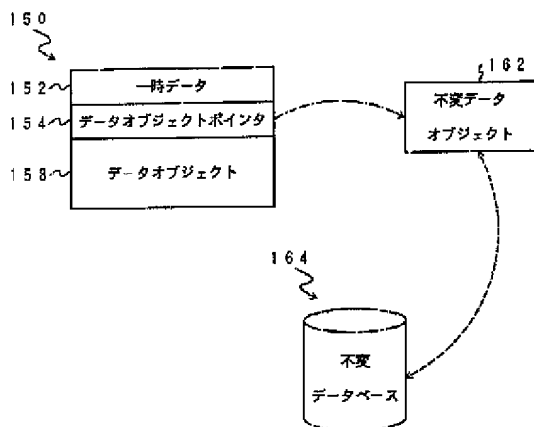 150
152 一時データ
154 データオブジェクトポインタ
158 データオブジェクト
162
不変データ
オブジェクト
164
不変
データベース